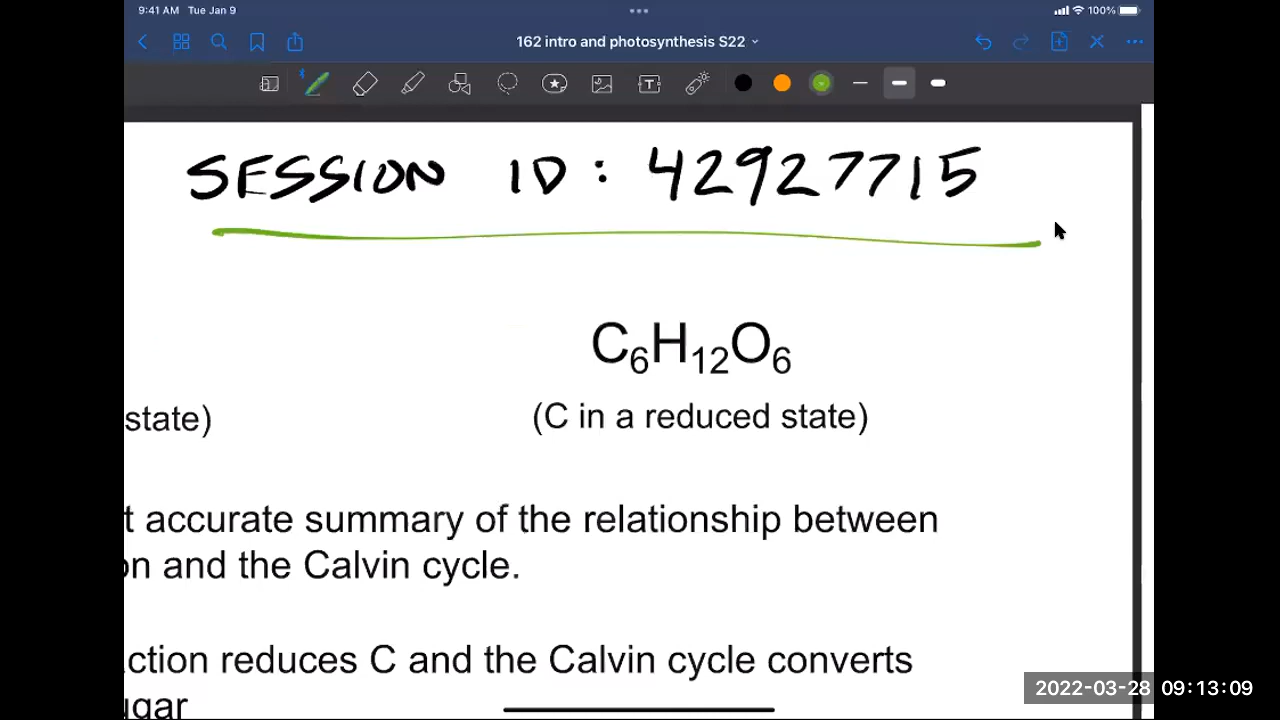 9:41 AM Tue Jan 9
100%
162 intro and photosynthesis S22
T
SESSION ID: 42927715
C₆H₁₂O₆
state)
(C in a reduced state)
t accurate summary of the relationship between
on and the Calvin cycle.
ction reduces C and the Calvin cycle converts
ugar
2022-03-28 09:13:09